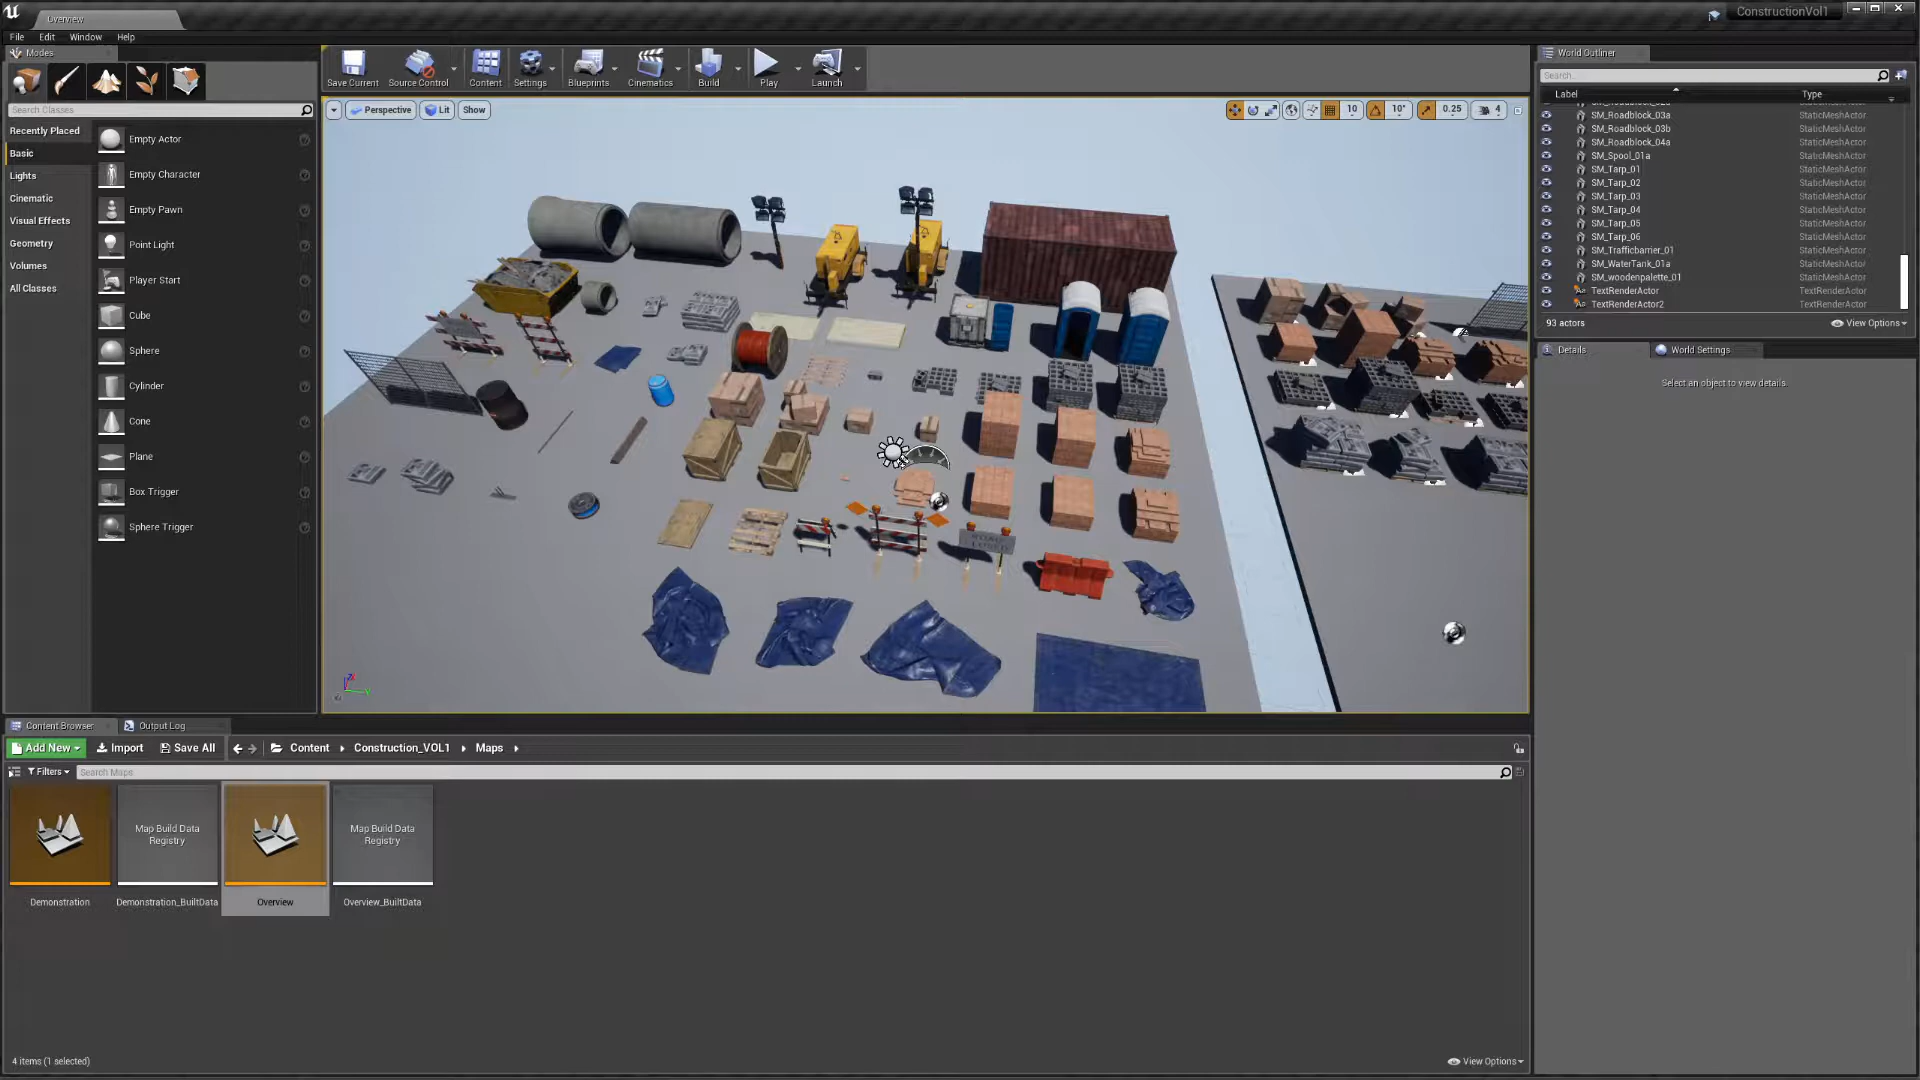 Overview
ConstructionVol1
File Edit Window Help
Modes
Search Classes
Recently Placed
Basic
Lights
Cinematic
Visual Effects
Geometry
Volumes
All Classes
Empty Actor
Empty Character
Empty Pawn
Point Light
Player Start
Cube
Sphere
Cylinder
Cone
Plane
Box Trigger
Sphere Trigger
Save Current
Source Control
Content
Settings
Blueprints
Cinematics
Build
Play
Launch
Perspective
Lit
Show
10
10°
0.25
4
World Outliner
Search...
Label Type
SM_Roadblock_03a StaticMeshActor
SM_Roadblock_03b StaticMeshActor
SM_Roadblock_04a StaticMeshActor
SM_Spool_01a StaticMeshActor
SM_Tarp_01 StaticMeshActor
SM_Tarp_02 StaticMeshActor
SM_Tarp_03 StaticMeshActor
SM_Tarp_04 StaticMeshActor
SM_Tarp_05 StaticMeshActor
SM_Tarp_06 StaticMeshActor
SM_Trafficbarrier_01 StaticMeshActor
SM_WaterTank_01a StaticMeshActor
SM_woodenpalette_01 StaticMeshActor
TextRenderActor TextRenderActor
TextRenderActor2 TextRenderActor
93 actors
View Options
Details
World Settings
Select an object to view details.
Content Browser
Output Log
Add New
Import
Save All
Content
Construction_VOL1
Maps
Filters
Search Maps
Map Build Data
Registry
Map Build Data
Registry
Demonstration
Demonstration_BuiltData
Overview
Overview_BuiltData
4 items (1 selected)
View Options